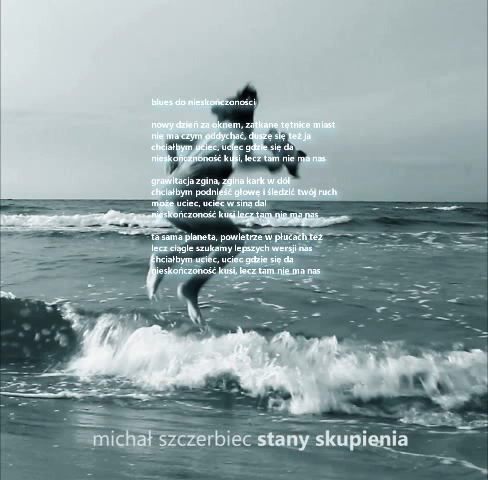 blues do nieskończoności
nowy dzień za oknem, zatkane tętnice miast
nie ma czym oddychać, duszę się też ja
chciałbym uciec, uciec gdzie się da
nieskończnoność kusi, lecz tam nie ma nas
grawitacja zgina, zgina kark w dół
chciałbym podnieść głowe i śledzić twój ruch
może uciec, uciec w siną dal
nieskończoność kusi lecz tam nie ma nas
ta sama planeta, powietrze w płucach też
lecz ciągle szukamy lepszych wersji nas
chciałbym uciec, uciec gdzie się da
nieskończoność kusi, lecz tam nie ma nas
michał szczerbiec stany skupienia